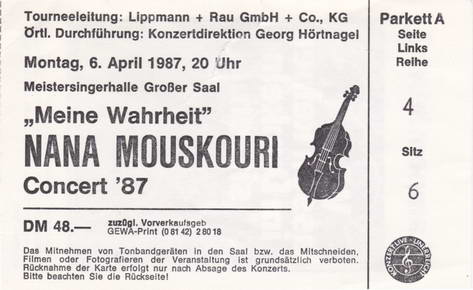 Tourneeleitung: Lippmann + Rau GmbH + Co., KG
Örtl. Durchführung: Konzertdirektion Georg Hörtnagel
Montag, 6. April 1987, 20 Uhr
Meistersingerhalle Großer Saal
„Meine Wahrheit"
NANA MOUSKOURI
Concert '87
DM 48.—
zuzügl. Vorverkaufsgeb
GEWA-Print (0 81 42) 2 80 18
Das Mitnehmen von Tonbandgeräten in den Saal bzw. das Mitschneiden,
Filmen oder Fotografieren der Veranstaltung ist grundsätzlich verboten.
Rücknahme der Karte erfolgt nur nach Absage des Konzerts.
Bitte beachten Sie die Rückseite!
Parkett A
Seite
Links
Reihe
4
Sitz
6